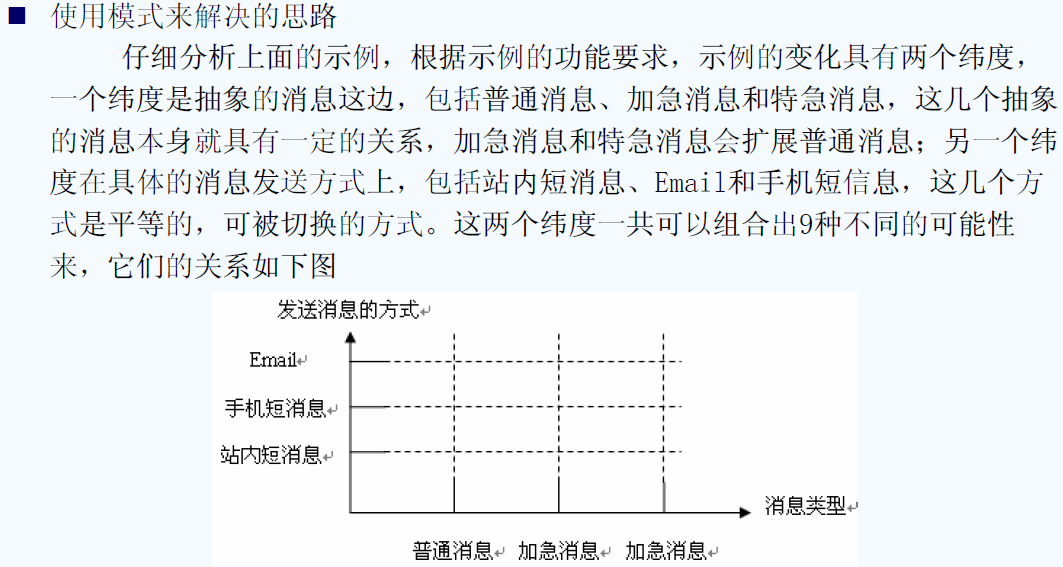 使用模式来解决的思路
仔细分析上面的示例，根据示例的功能要求，示例的变化具有两个纬度，
一个纬度是抽象的消息这边，包括普通消息、加急消息和特急消息，这几个抽象
的消息本身就具有一定的关系，加急消息和特急消息会扩展普通消息；另一个纬
度在具体的消息发送方式上，包括站内短消息、Email和手机短信息，这几个方
式是平等的，可被切换的方式。这两个纬度一共可以组合出9种不同的可能性
来，它们的关系如下图
发送消息的方式
Email
手机短消息
站内短消息
消息类型
普通消息 加急消息 加急消息